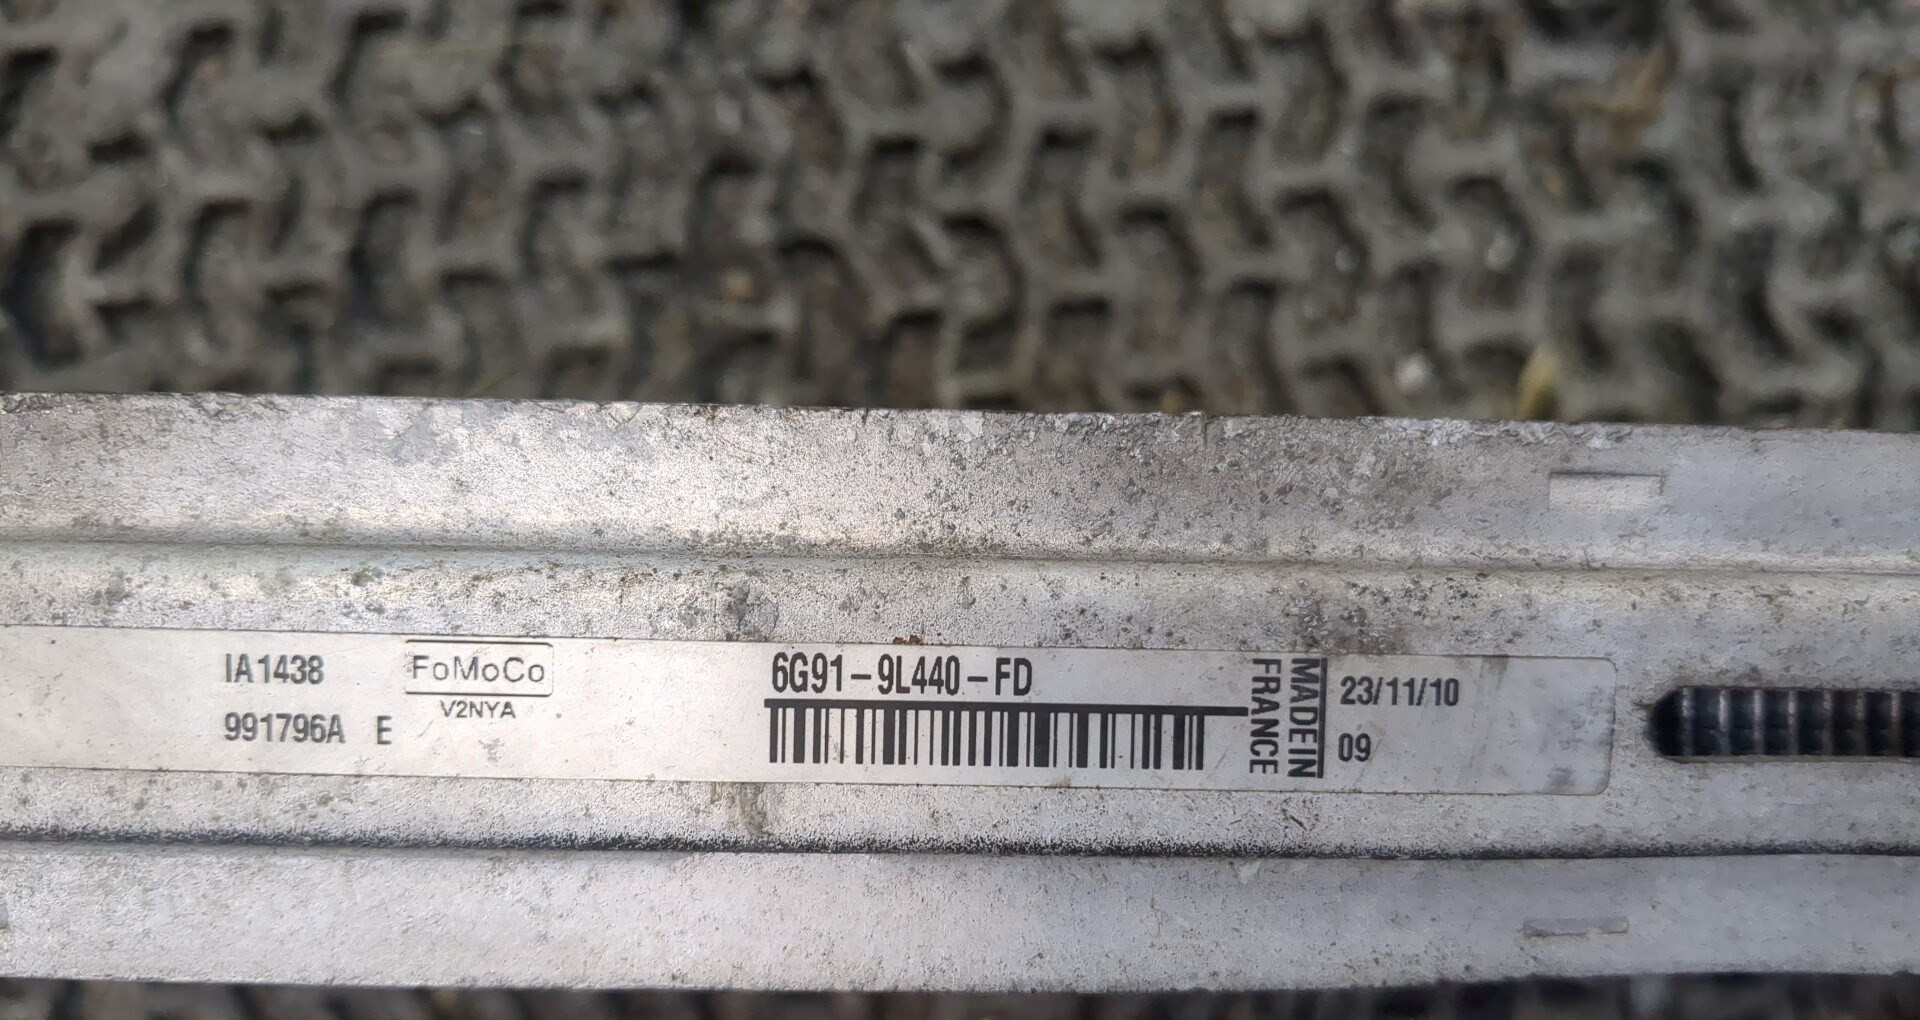 IA1438
991796A E
FoMoCo
V2NYA
6G91-9L440-FD
MADE IN
FRANCE
23/11/10
09